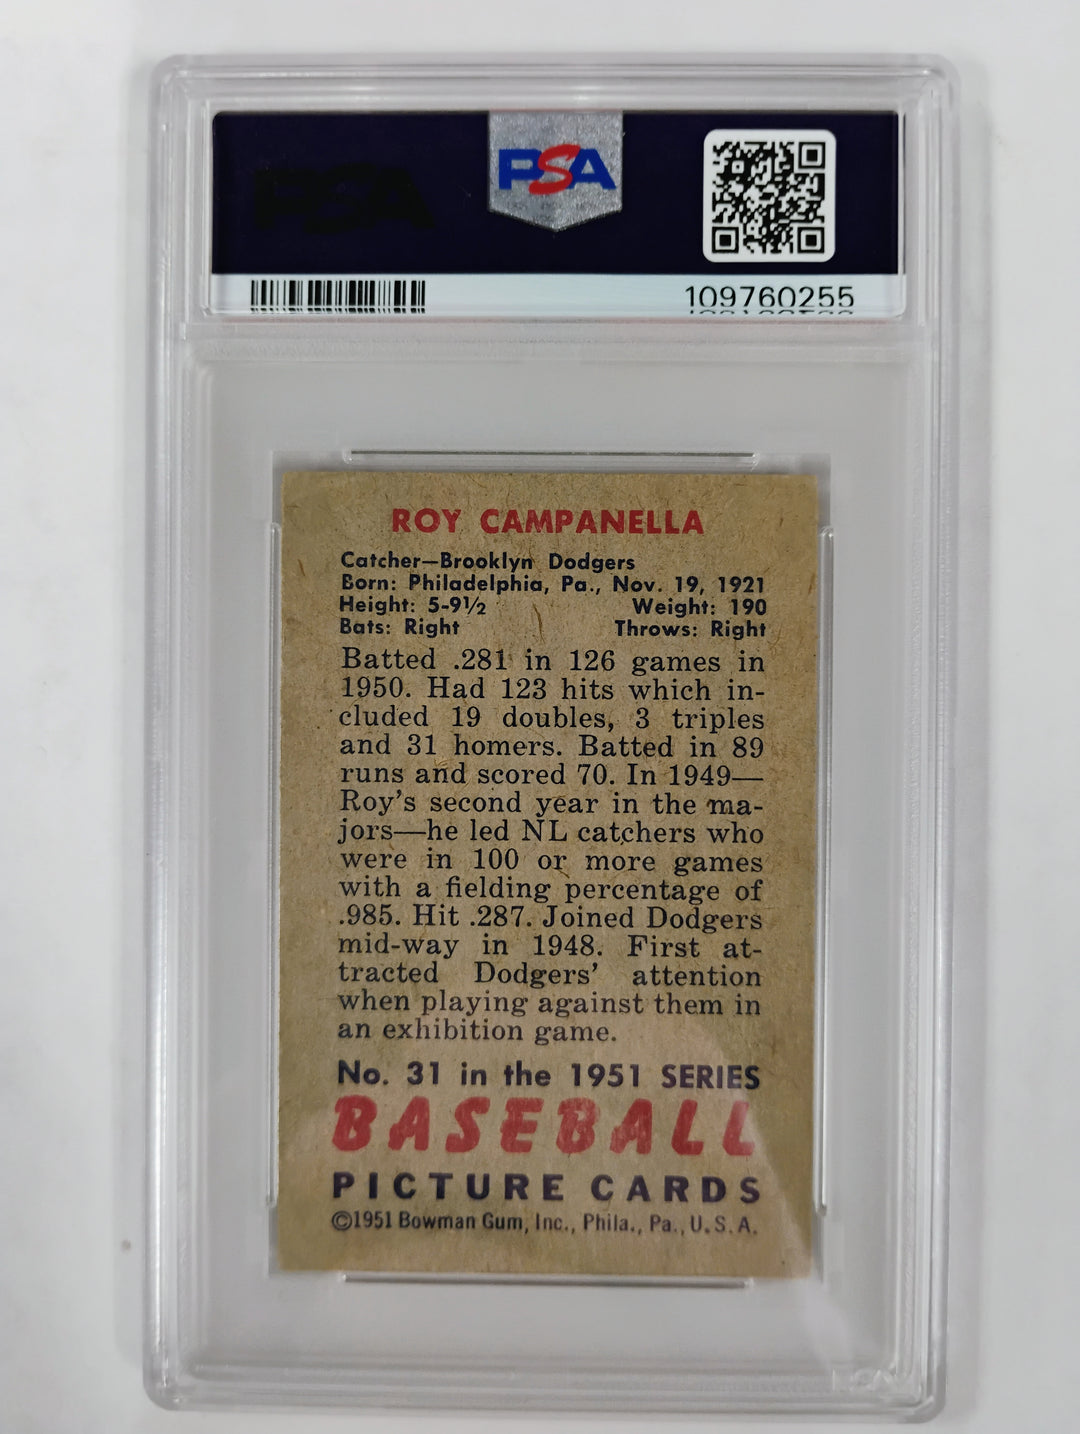 PSA
109760255
ROY CAMPANELLA
Catcher—Brooklyn Dodgers
Born: Philadelphia, Pa., Nov. 19, 1921
Height: 5-9½ Weight: 190
Bats: Right Throws: Right
Batted .281 in 126 games in
1950. Had 123 hits which in-
cluded 19 doubles, 3 triples
and 31 homers. Batted in 89
runs and scored 70. In 1949—
Roy's second year in the ma-
jors—he led NL catchers who
were in 100 or more games
with a fielding percentage of
.985. Hit .287. Joined Dodgers
mid-way in 1948. First at-
tracted Dodgers' attention
when playing against them in
an exhibition game.
No. 31 in the 1951 SERIES
BASEBALL
PICTURE CARDS
©1951 Bowman Gum, Inc., Phila., Pa., U.S.A.